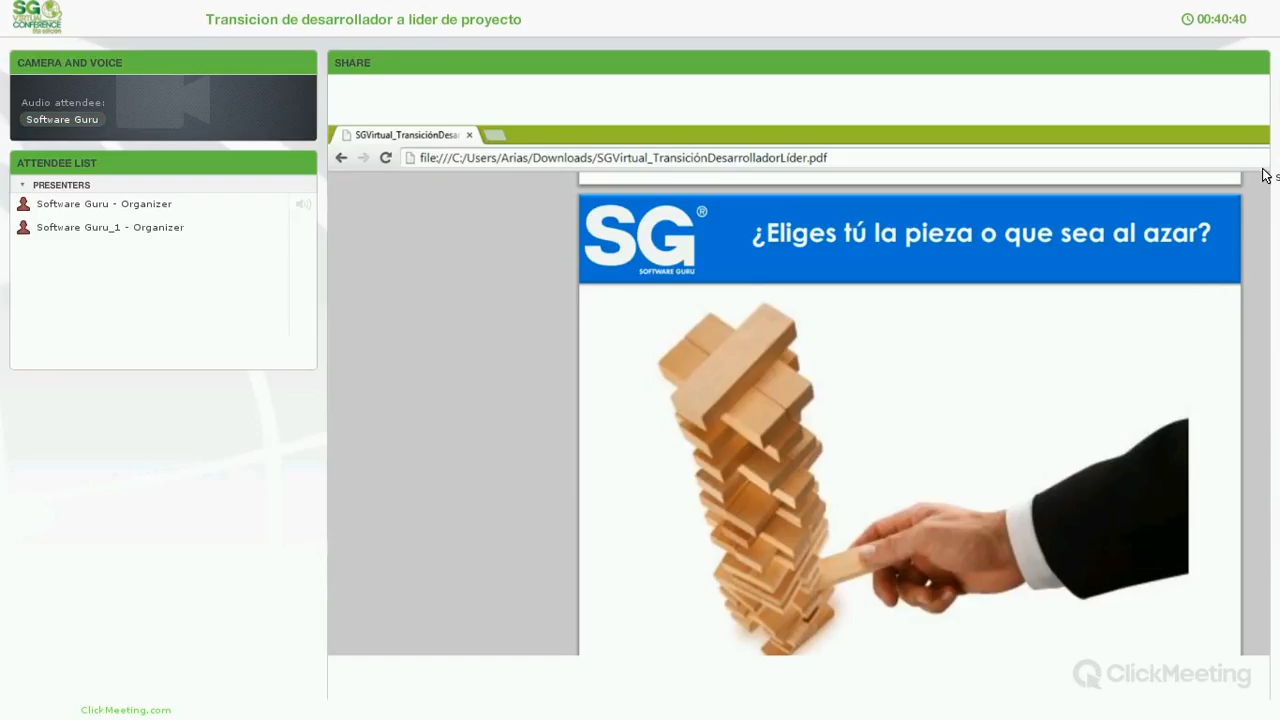 SG
VIRTUAL
CONFERENCE
Transicion de desarrollador a lider de proyecto
00:40:40
CAMERA AND VOICE
SHARE
Audio attendee:
Software Guru
SGVirtual_TransiciónDesa
ATTENDEE LIST
file:///C:/Users/Arias/Downloads/SGVirtual_TransiciónDesarrolladorLíder.pdf
PRESENTERS
Software Guru - Organizer
Software Guru_1 - Organizer
SG®
SOFTWARE GURU
¿Eliges tú la pieza o que sea al azar?
ClickMeeting
ClickMeeting.com